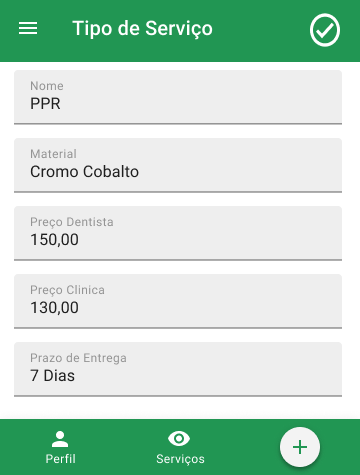 Tipo de Serviço
Nome
PPR
Material
Cromo Cobalto
Preço Dentista
150,00
Preço Clinica
130,00
Prazo de Entrega
7 Dias
Perfil
Serviços